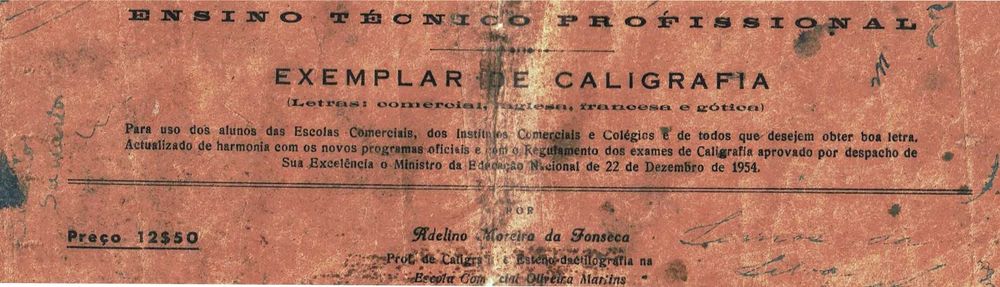 ENSINO TÉCNICO PROFISSIONAL
EXEMPLAR DE CALIGRAFIA
(Letras: comercial, inglesa, francesa e gótica)
Para uso dos alunos das Escolas Comerciais, dos Institutos Comerciais e Colégios e de todos que desejem obter boa letra.
Actualizado de harmonia com os novos programas oficiais e com o Regulamento dos exames de Caligrafia aprovado por despacho de
Sua Excelência o Ministro da Educação Nacional de 22 de Dezembro de 1954.
POR
Preço 12$50
Adelino Moreira da Fonseca
Prof. de Caligrafia e Esteno-dactilografia na
Escola Comercial Oliveira Martins
da
Silva